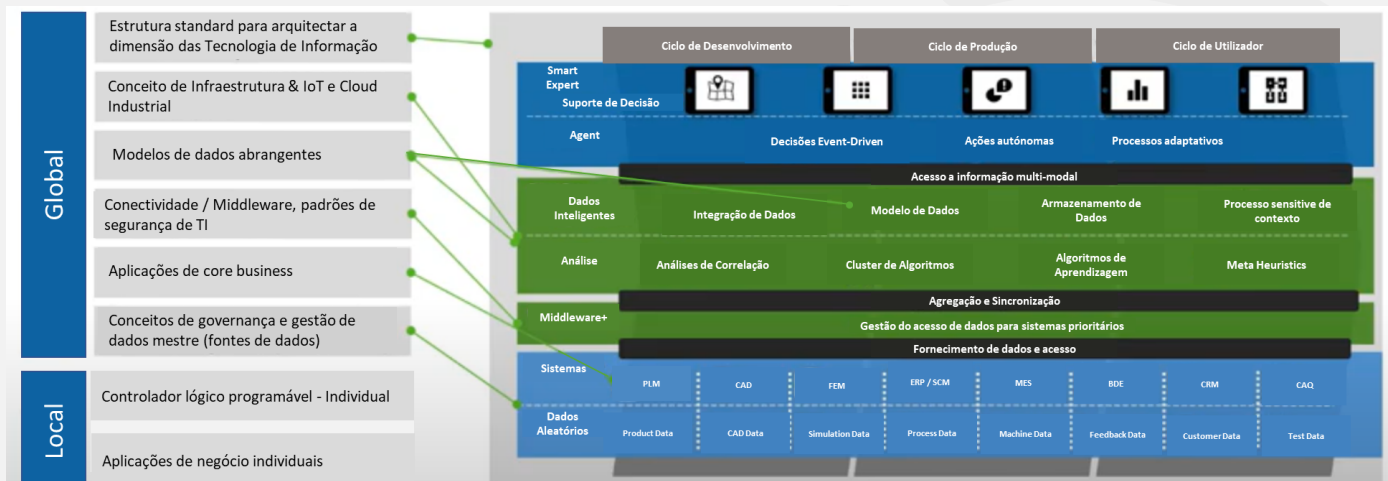 Global
Estrutura standard para arquitectar a
dimensão das Tecnologia de Informação
Conceito de Infraestrutura & IoT e Cloud
Industrial
Modelos de dados abrangentes
Conectividade / Middleware, padrões de
segurança de TI
Aplicações de core business
Conceitos de governança e gestão de
dados mestre (fontes de dados)
Local
Controlador lógico programável - Individual
Aplicações de negócio individuais
Ciclo de Desenvolvimento
Ciclo de Produção
Ciclo de Utilizador
Smart
Expert
Suporte de Decisão
Agent
Decisões Event-Driven
Ações autónomas
Processos adaptativos
Acesso a informação multi-modal
Dados
Inteligentes
Integração de Dados
Modelo de Dados
Armazenamento de
Dados
Processo sensitive de
contexto
Análise
Análises de Correlação
Cluster de Algoritmos
Algoritmos de
Aprendizagem
Meta Heuristics
Agregação e Sincronização
Middleware+
Gestão do acesso de dados para sistemas prioritários
Fornecimento de dados e acesso
Sistemas
PLM
CAD
FEM
ERP / SCM
MES
BDE
CRM
CAQ
Dados
Aleatórios
Product Data
CAD Data
Simulation Data
Process Data
Machine Data
Feedback Data
Customer Data
Test Data